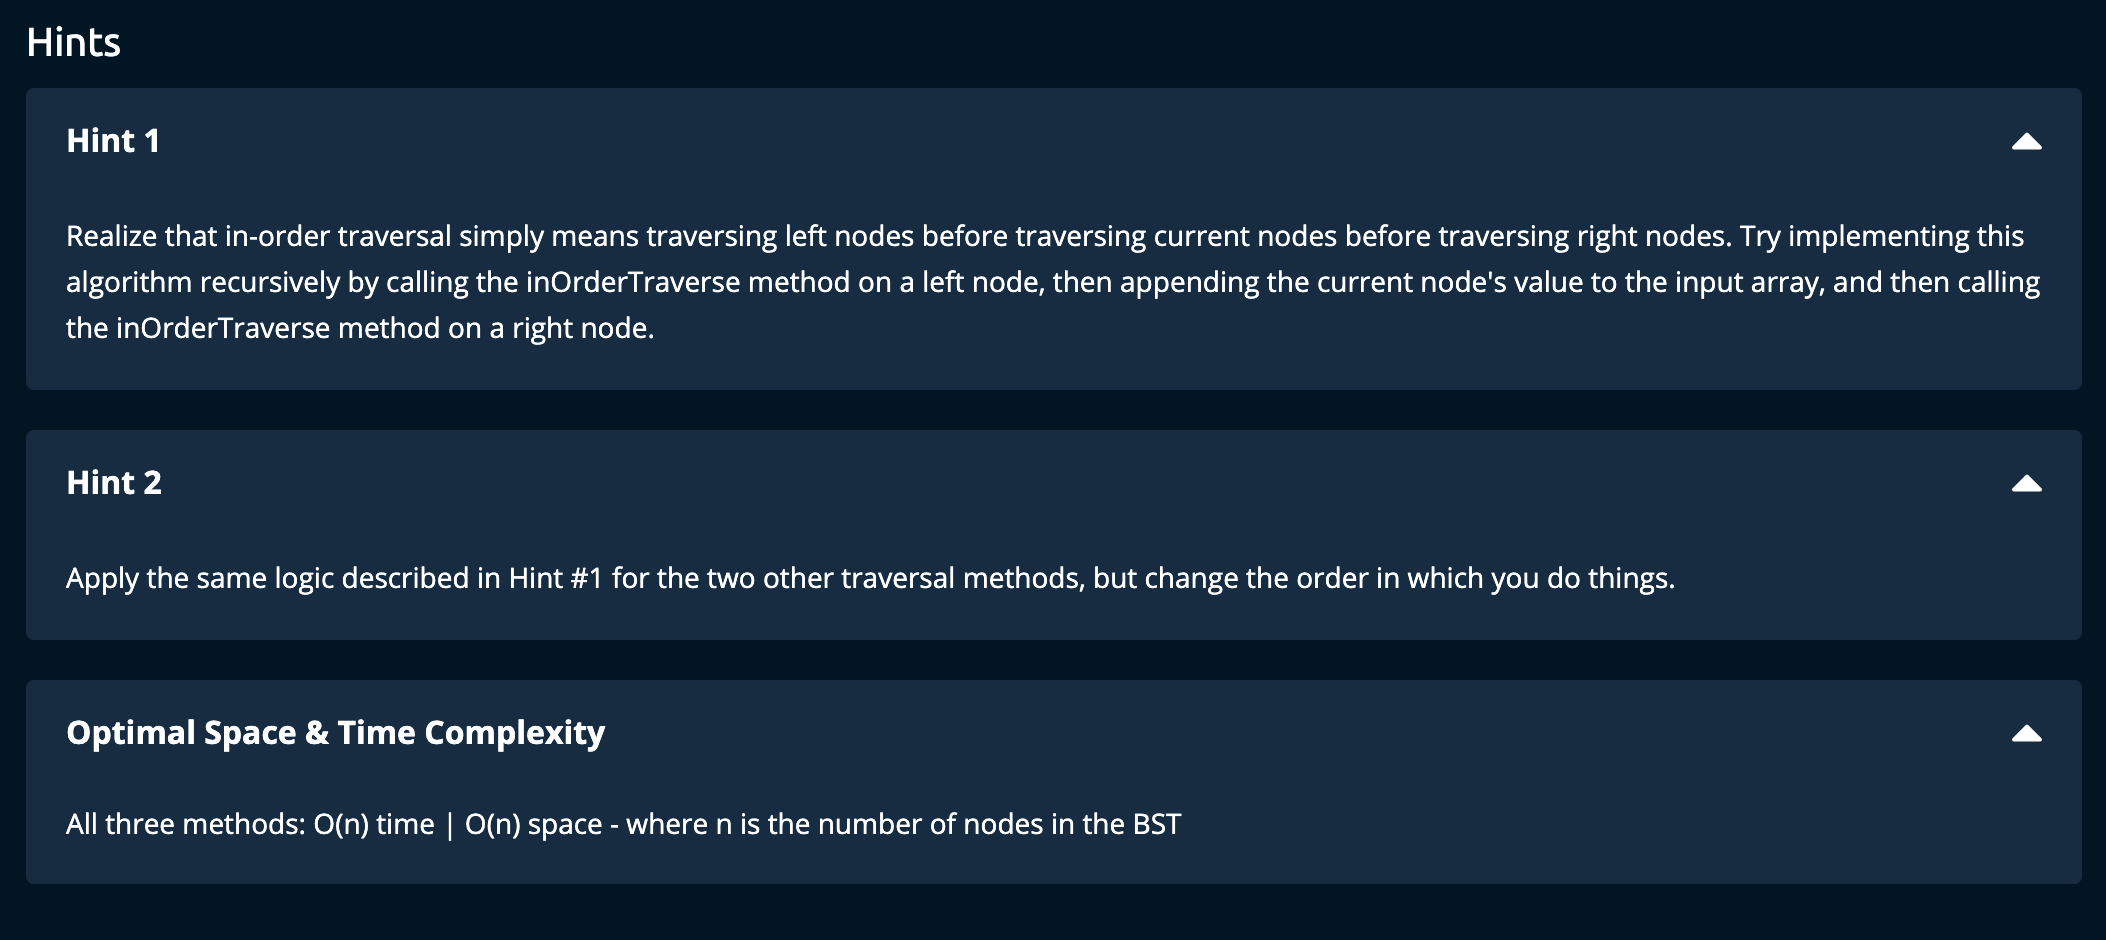 Hints
Hint 1
Realize that in-order traversal simply means traversing left nodes before traversing current nodes before traversing right nodes. Try implementing this
algorithm recursively by calling the inOrderTraverse method on a left node, then appending the current node's value to the input array, and then calling
the inOrderTraverse method on a right node.
Hint 2
Apply the same logic described in Hint #1 for the two other traversal methods, but change the order in which you do things.
Optimal Space & Time Complexity
All three methods: O(n) time | O(n) space - where n is the number of nodes in the BST